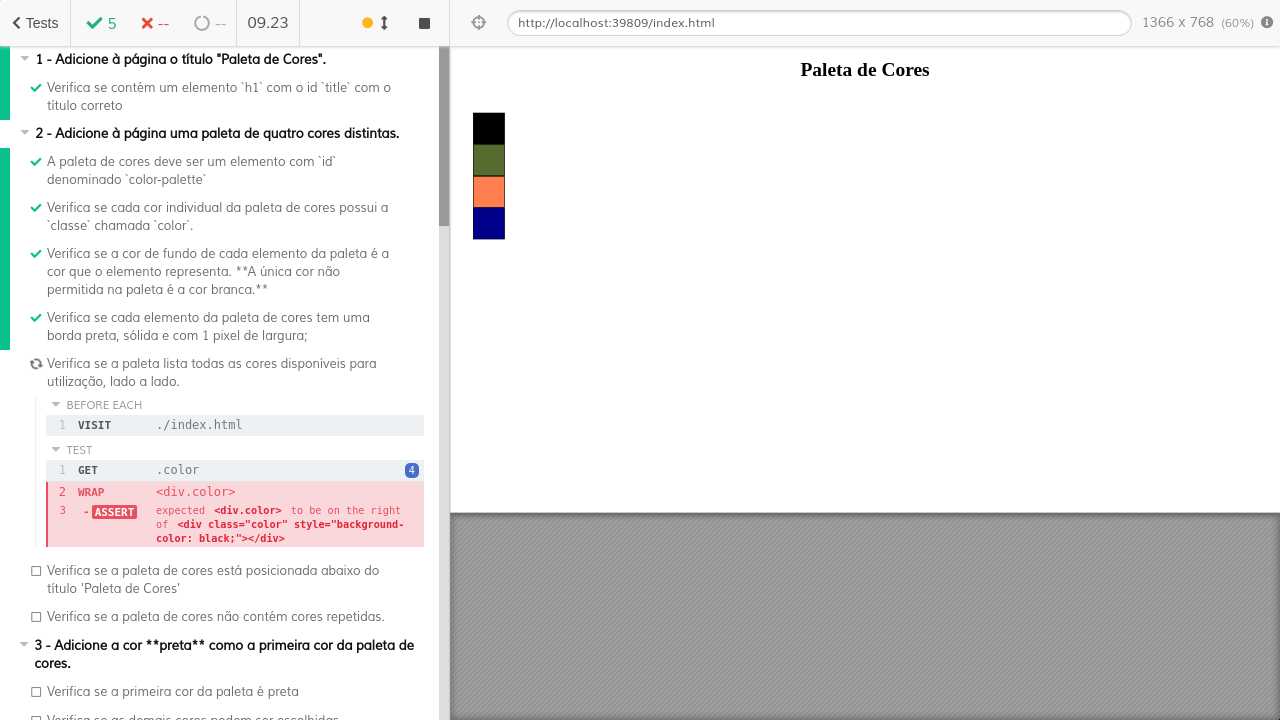 Tests 5 -- -- 09.23
http://localhost:39809/index.html 1366 x 768 (60%)
1 - Adicione à página o título "Paleta de Cores".
Verifica se contém um elemento `h1` com o id `title` com o
título correto
2 - Adicione à página uma paleta de quatro cores distintas.
A paleta de cores deve ser um elemento com `id`
denominado `color-palette`
Verifica se cada cor individual da paleta de cores possui a
`classe` chamada `color`.
Verifica se a cor de fundo de cada elemento da paleta é a
cor que o elemento representa. **A única cor não
permitida na paleta é a cor branca.**
Verifica se cada elemento da paleta de cores tem uma
borda preta, sólida e com 1 pixel de largura;
Verifica se a paleta lista todas as cores disponíveis para
utilização, lado a lado.
BEFORE EACH
1 VISIT ./index.html
TEST
1 GET .color 4
2 WRAP <div.color>
3 -ASSERT expected <div.color> to be on the right
of <div class="color" style="background-
color: black;"></div>
Verifica se a paleta de cores está posicionada abaixo do
título 'Paleta de Cores'
Verifica se a paleta de cores não contém cores repetidas.
3 - Adicione a cor **preta** como a primeira cor da paleta de
cores.
Verifica se a primeira cor da paleta é preta
Verifica se as demais cores podem ser escolhidas
Paleta de Cores